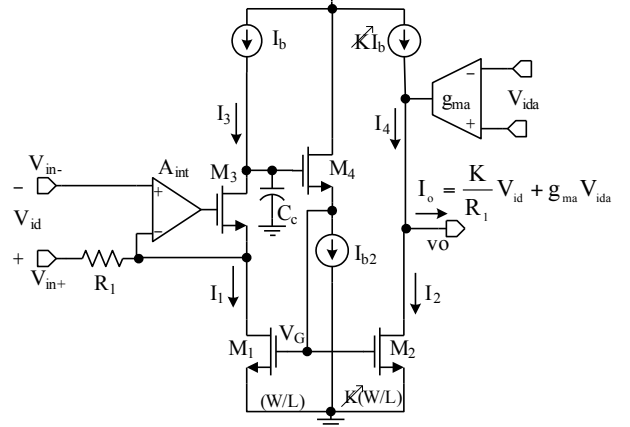 I_b
K I_b
−
g_ma
V_ida
+
I_3
I_4
V_in-
A_int
M_3
M_4
I_o = K/R_1 V_id + g_ma V_ida
− +
V_id
C_c
−
+
I_b2
vo
V_in+
R_1
I_1
I_2
V_G
M_1
M_2
(W/L)
K(W/L)